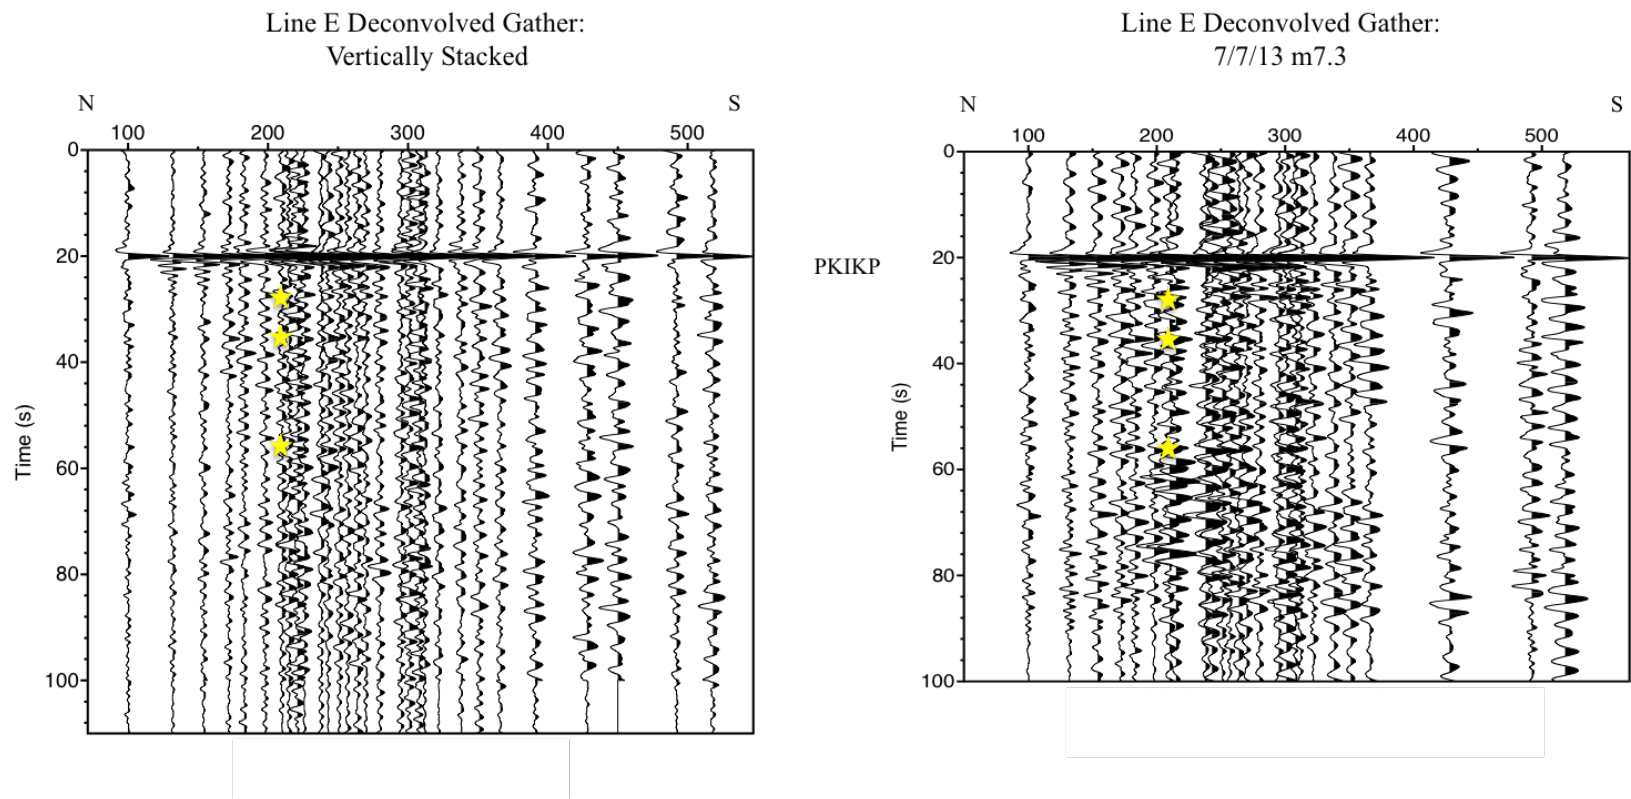 Line E Deconvolved Gather:
Vertically Stacked
N
S
100 200 300 400 500
0
20
40
60
80
100
Time (s)
PKIKP
Line E Deconvolved Gather:
7/7/13 m7.3
N
S
100 200 300 400 500
0
20
40
60
80
100
Time (s)